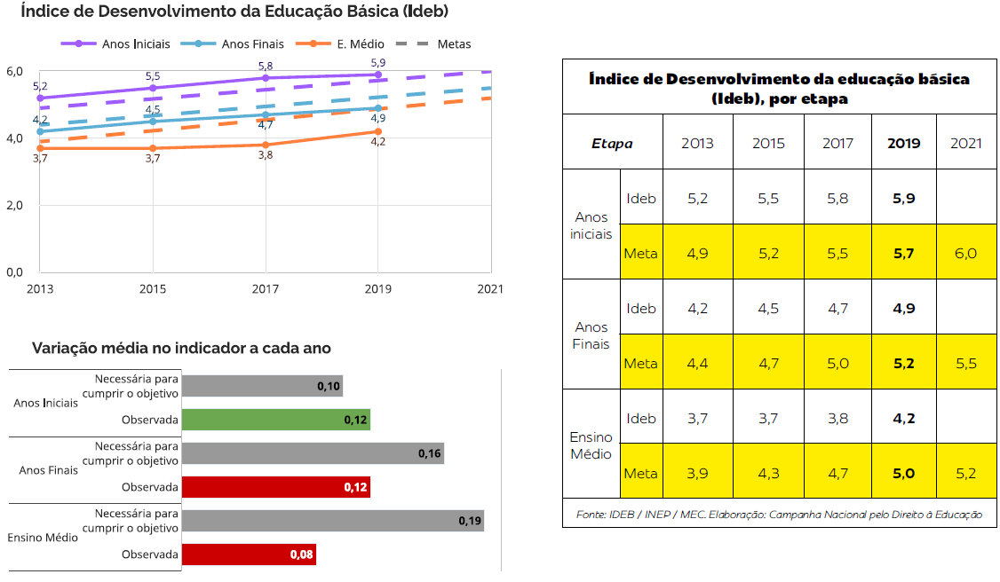 Índice de Desenvolvimento da Educação Básica (Ideb)
Anos Iniciais Anos Finais E. Médio Metas
6,0
4,0
2,0
0,0
5,2 5,5 5,8 5,9
4,2 4,5 4,7 4,9
3,7 3,7 3,8 4,2
2013 2015 2017 2019 2021
Variação média no indicador a cada ano
Anos Iniciais
Necessária para
cumprir o objetivo
0,10
Observada
0,12
Anos Finais
Necessária para
cumprir o objetivo
0,16
Observada
0,12
Ensino Médio
Necessária para
cumprir o objetivo
0,19
Observada
0,08
Índice de Desenvolvimento da educação básica
(Ideb), por etapa
Etapa 2013 2015 2017 2019 2021
Anos
iniciais
Ideb 5,2 5,5 5,8 5,9
Meta 4,9 5,2 5,5 5,7 6,0
Anos
Finais
Ideb 4,2 4,5 4,7 4,9
Meta 4,4 4,7 5,0 5,2 5,5
Ensino
Médio
Ideb 3,7 3,7 3,8 4,2
Meta 3,9 4,3 4,7 5,0 5,2
Fonte: IDEB / INEP / MEC. Elaboração: Campanha Nacional pelo Direito à Educação